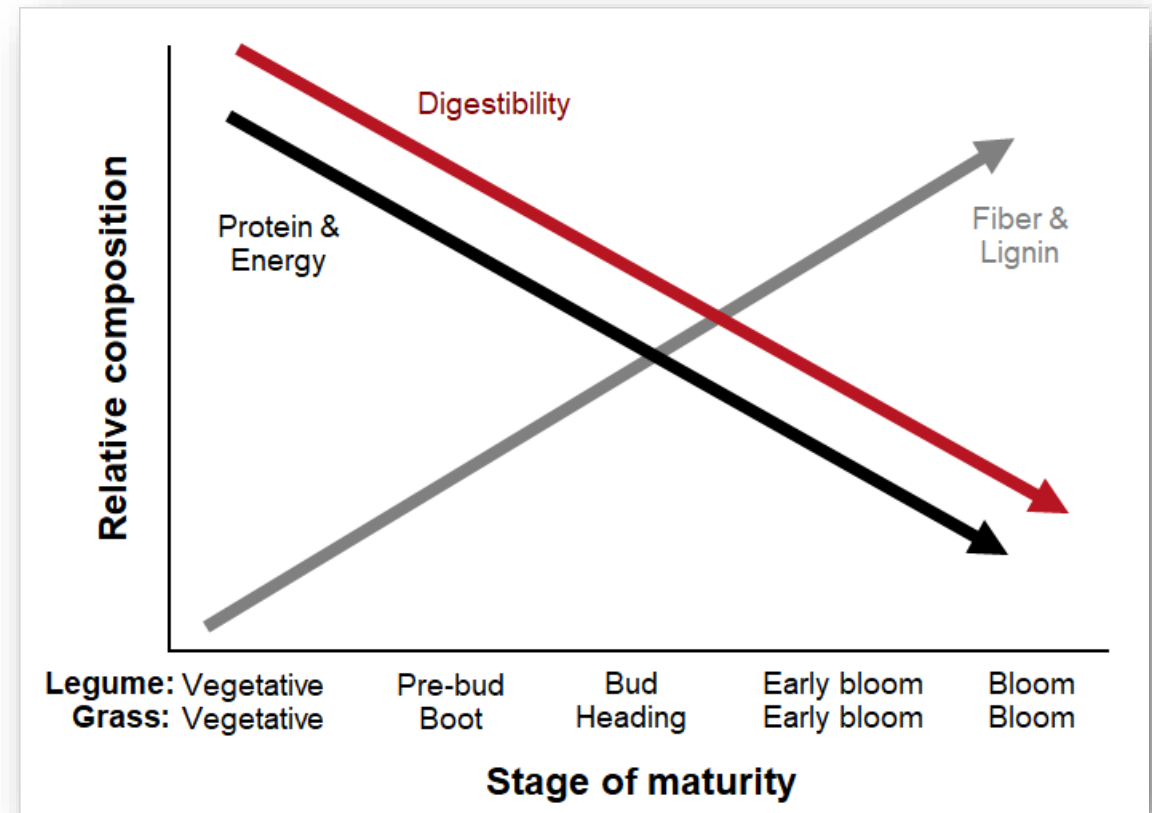 Digestibility
Protein &
Energy
Fiber &
Lignin
Relative composition
Legume: Vegetative Pre-bud Bud Early bloom Bloom
Grass: Vegetative Boot Heading Early bloom Bloom
Stage of maturity